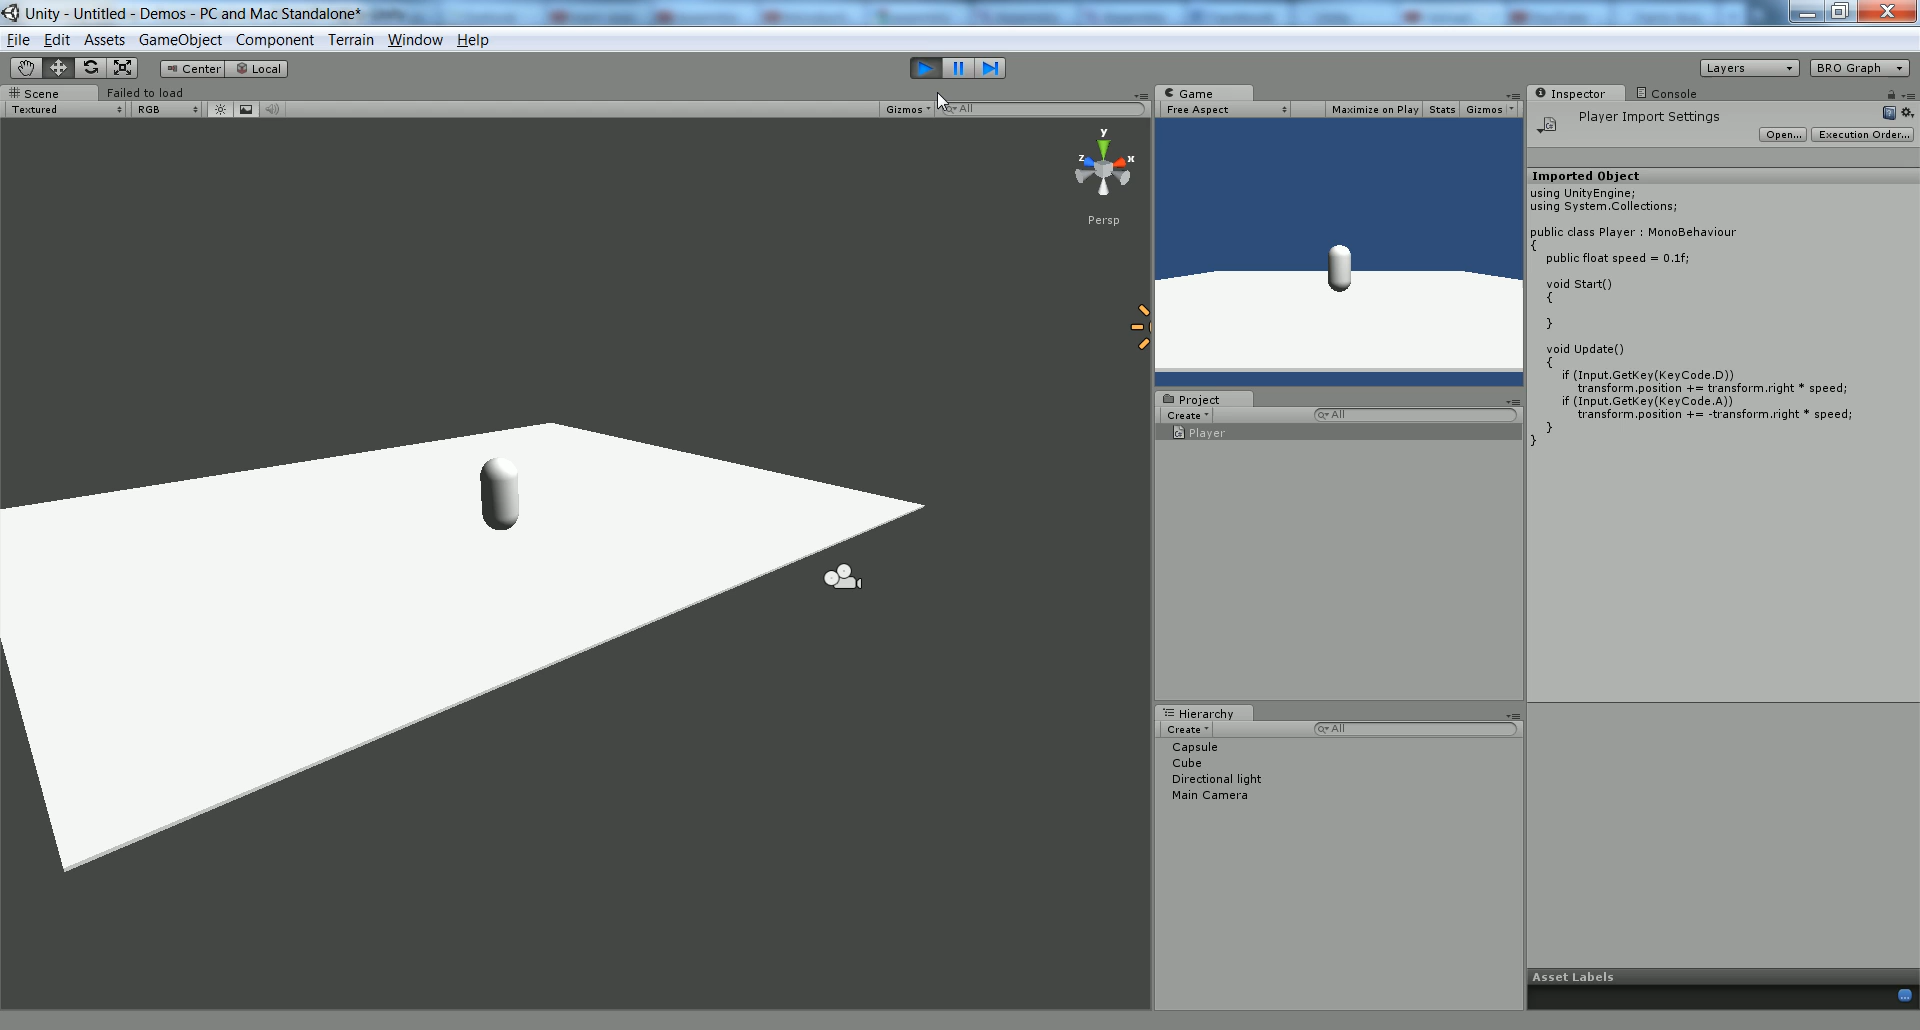 Unity - Untitled - Demos - PC and Mac Standalone*
File Edit Assets GameObject Component Terrain Window Help
Center Local
Layers BRO Graph
Scene Failed to load
Textured RGB Gizmos All
y
z x
Persp
Game
Free Aspect Maximize on Play Stats Gizmos
Project
Create All
Player
Hierarchy
Create All
Capsule
Cube
Directional light
Main Camera
Inspector Console
Player Import Settings
Open... Execution Order...
Imported Object
using UnityEngine;
using System.Collections;
public class Player : MonoBehaviour
{
public float speed = 0.1f;
void Start()
{
}
void Update()
{
if (Input.GetKey(KeyCode.D))
transform.position += transform.right * speed;
if (Input.GetKey(KeyCode.A))
transform.position += -transform.right * speed;
}
}
Asset Labels